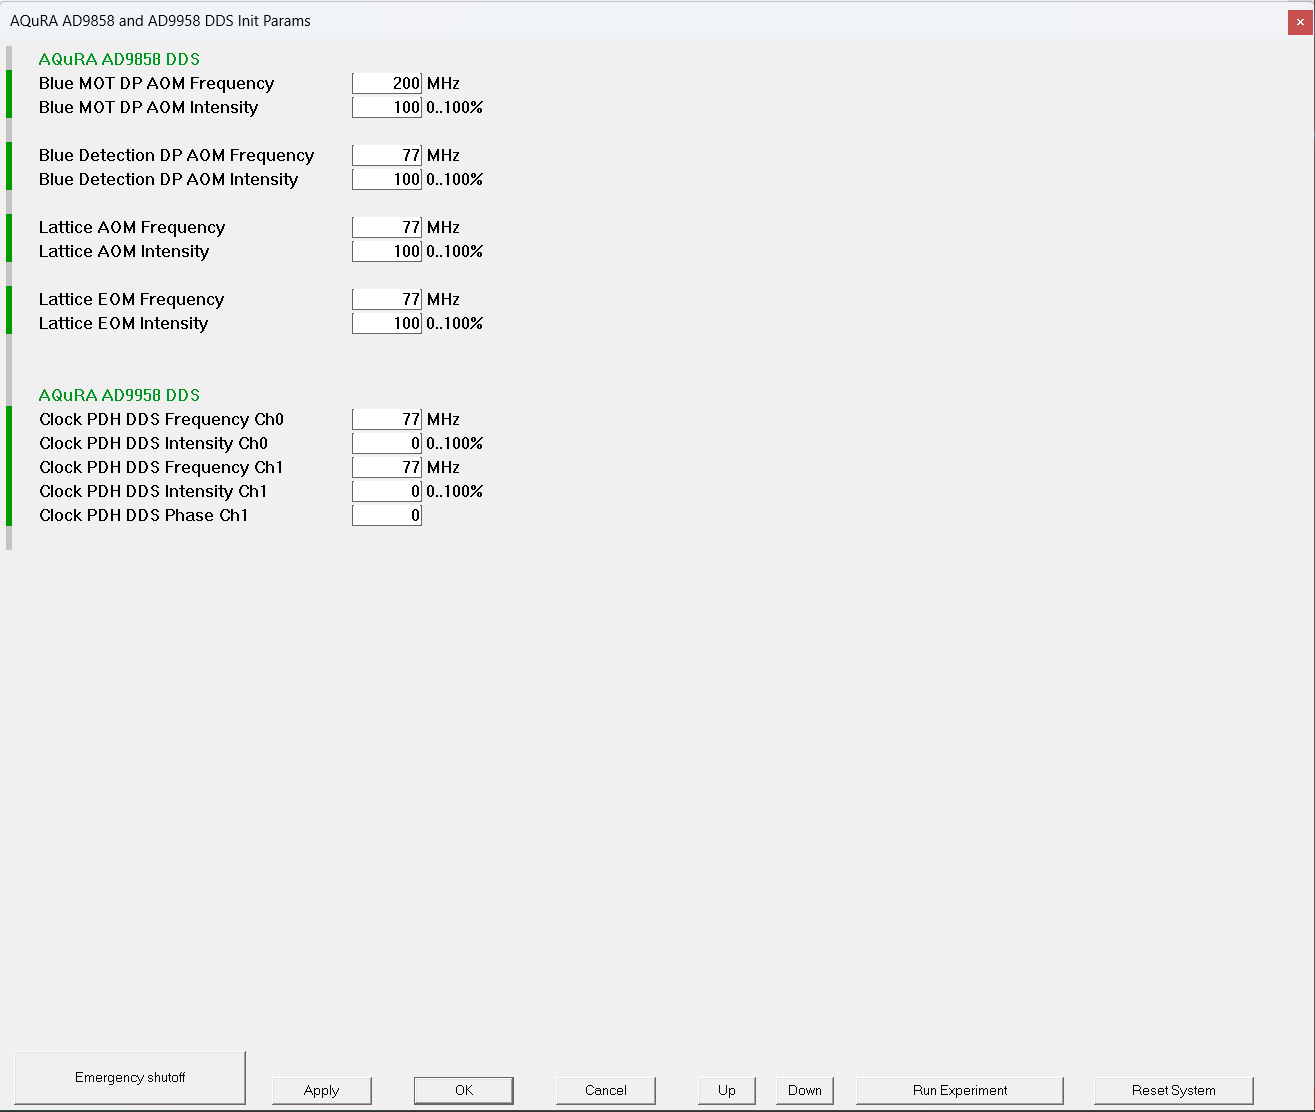 AQuRA AD9858 and AD9958 DDS Init Params
AQuRA AD9858 DDS
Blue MOT DP AOM Frequency 200 MHz
Blue MOT DP AOM Intensity 100 0..100%
Blue Detection DP AOM Frequency 77 MHz
Blue Detection DP AOM Intensity 100 0..100%
Lattice AOM Frequency 77 MHz
Lattice AOM Intensity 100 0..100%
Lattice EOM Frequency 77 MHz
Lattice EOM Intensity 100 0..100%
AQuRA AD9958 DDS
Clock PDH DDS Frequency Ch0 77 MHz
Clock PDH DDS Intensity Ch0 0 0..100%
Clock PDH DDS Frequency Ch1 77 MHz
Clock PDH DDS Intensity Ch1 0 0..100%
Clock PDH DDS Phase Ch1 0
Emergency shutoff Apply OK Cancel Up Down Run Experiment Reset System